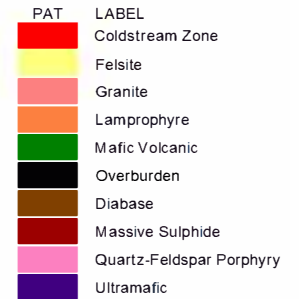 PAT LABEL
Coldstream Zone
Felsite
Granite
Lamprophyre
Mafic Volcanic
Overburden
Diabase
Massive Sulphide
Quartz-Feldspar Porphyry
Ultramafic